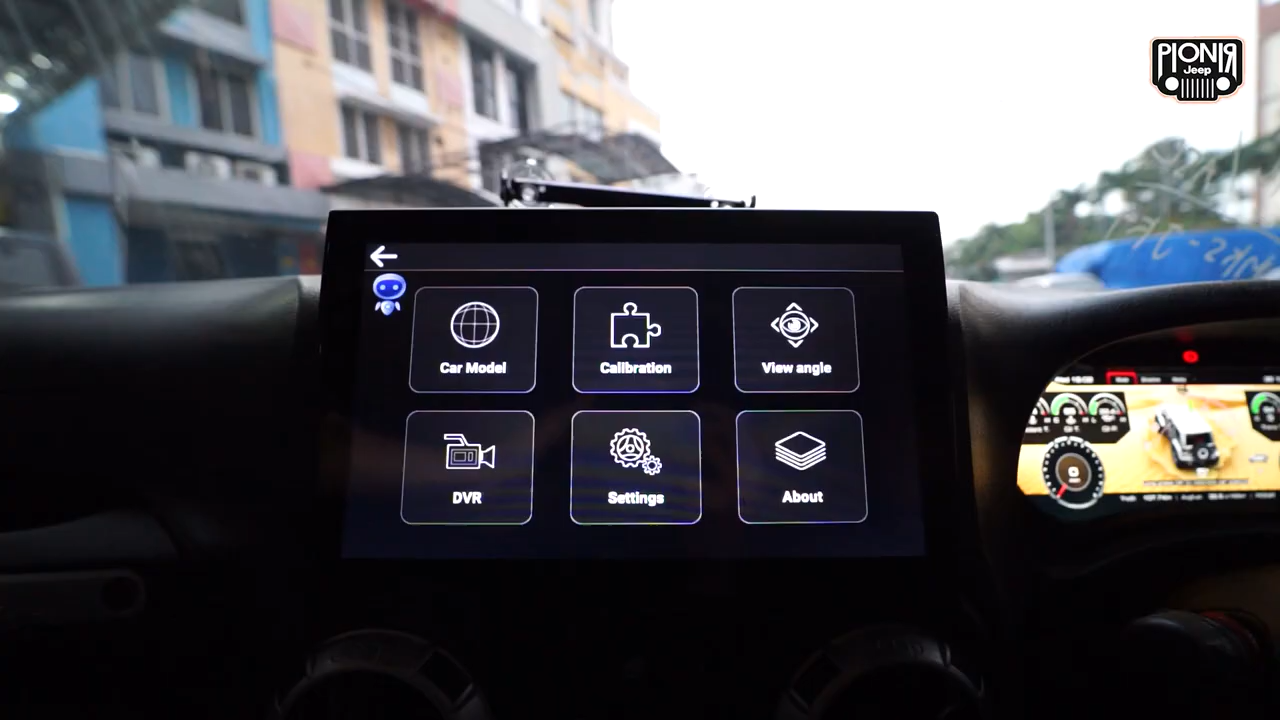 PIONIR
Jeep
Car Model
Calibration
View angle
DVR
Settings
About